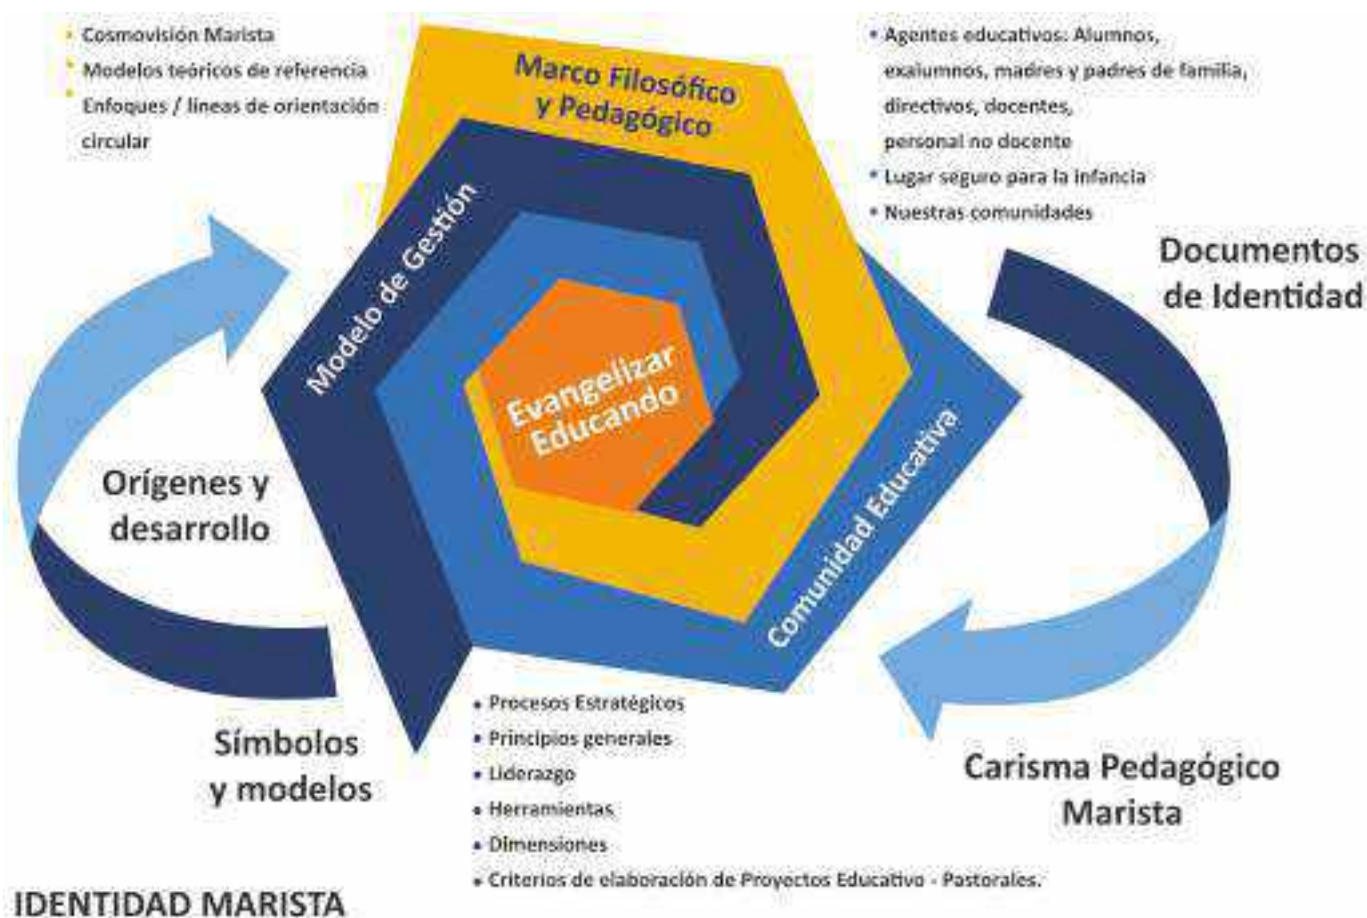 Cosmovisión Marista
Modelos teóricos de referencia
Enfoques / líneas de orientación
circular
Marco Filosófico
y Pedagógico
Agentes educativos: Alumnos,
exalumnos, madres y padres de familia,
directivos, docentes,
personal no docente
Lugar seguro para la infancia
Nuestras comunidades
Modelo de Gestión
Documentos
de Identidad
Evangelizar
Educando
Comunidad Educativa
Orígenes y
desarrollo
Símbolos
y modelos
Procesos Estratégicos
Principios generales
Liderazgo
Herramientas
Dimensiones
Criterios de elaboración de Proyectos Educativo - Pastorales.
Carisma Pedagógico
Marista
IDENTIDAD MARISTA